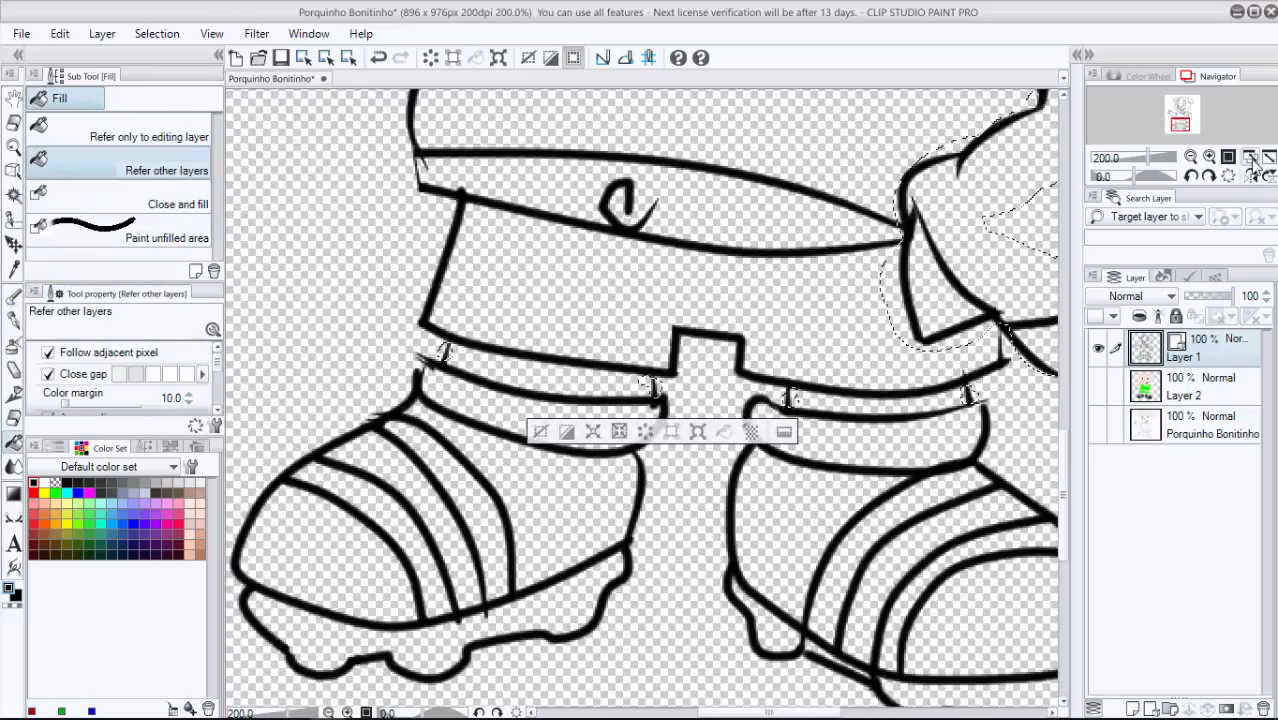 Porquinho Bonitinho* (896 x 976px 200dpi 200.0%) You can use all features - Next license verification will be after 13 days. - CLIP STUDIO PAINT PRO
File Edit Layer Selection View Filter Window Help
Sub Tool [Fill]
Porquinho Bonitinho*
Color Wheel Navigator
Fill
Refer only to editing layer
Refer other layers
Close and fill
Paint unfilled area
200.0
0.0
Search Layer
Target layer to s
Tool property [Refer other layers]
Refer other layers
Follow adjacent pixel
Close gap
Color margin 10.0
Layer
Normal 100
100 % Nor...
Layer 1
100 % Normal
Layer 2
100 % Normal
Porquinho Bonitinho
Color Set
Default color set
200.0 0.0